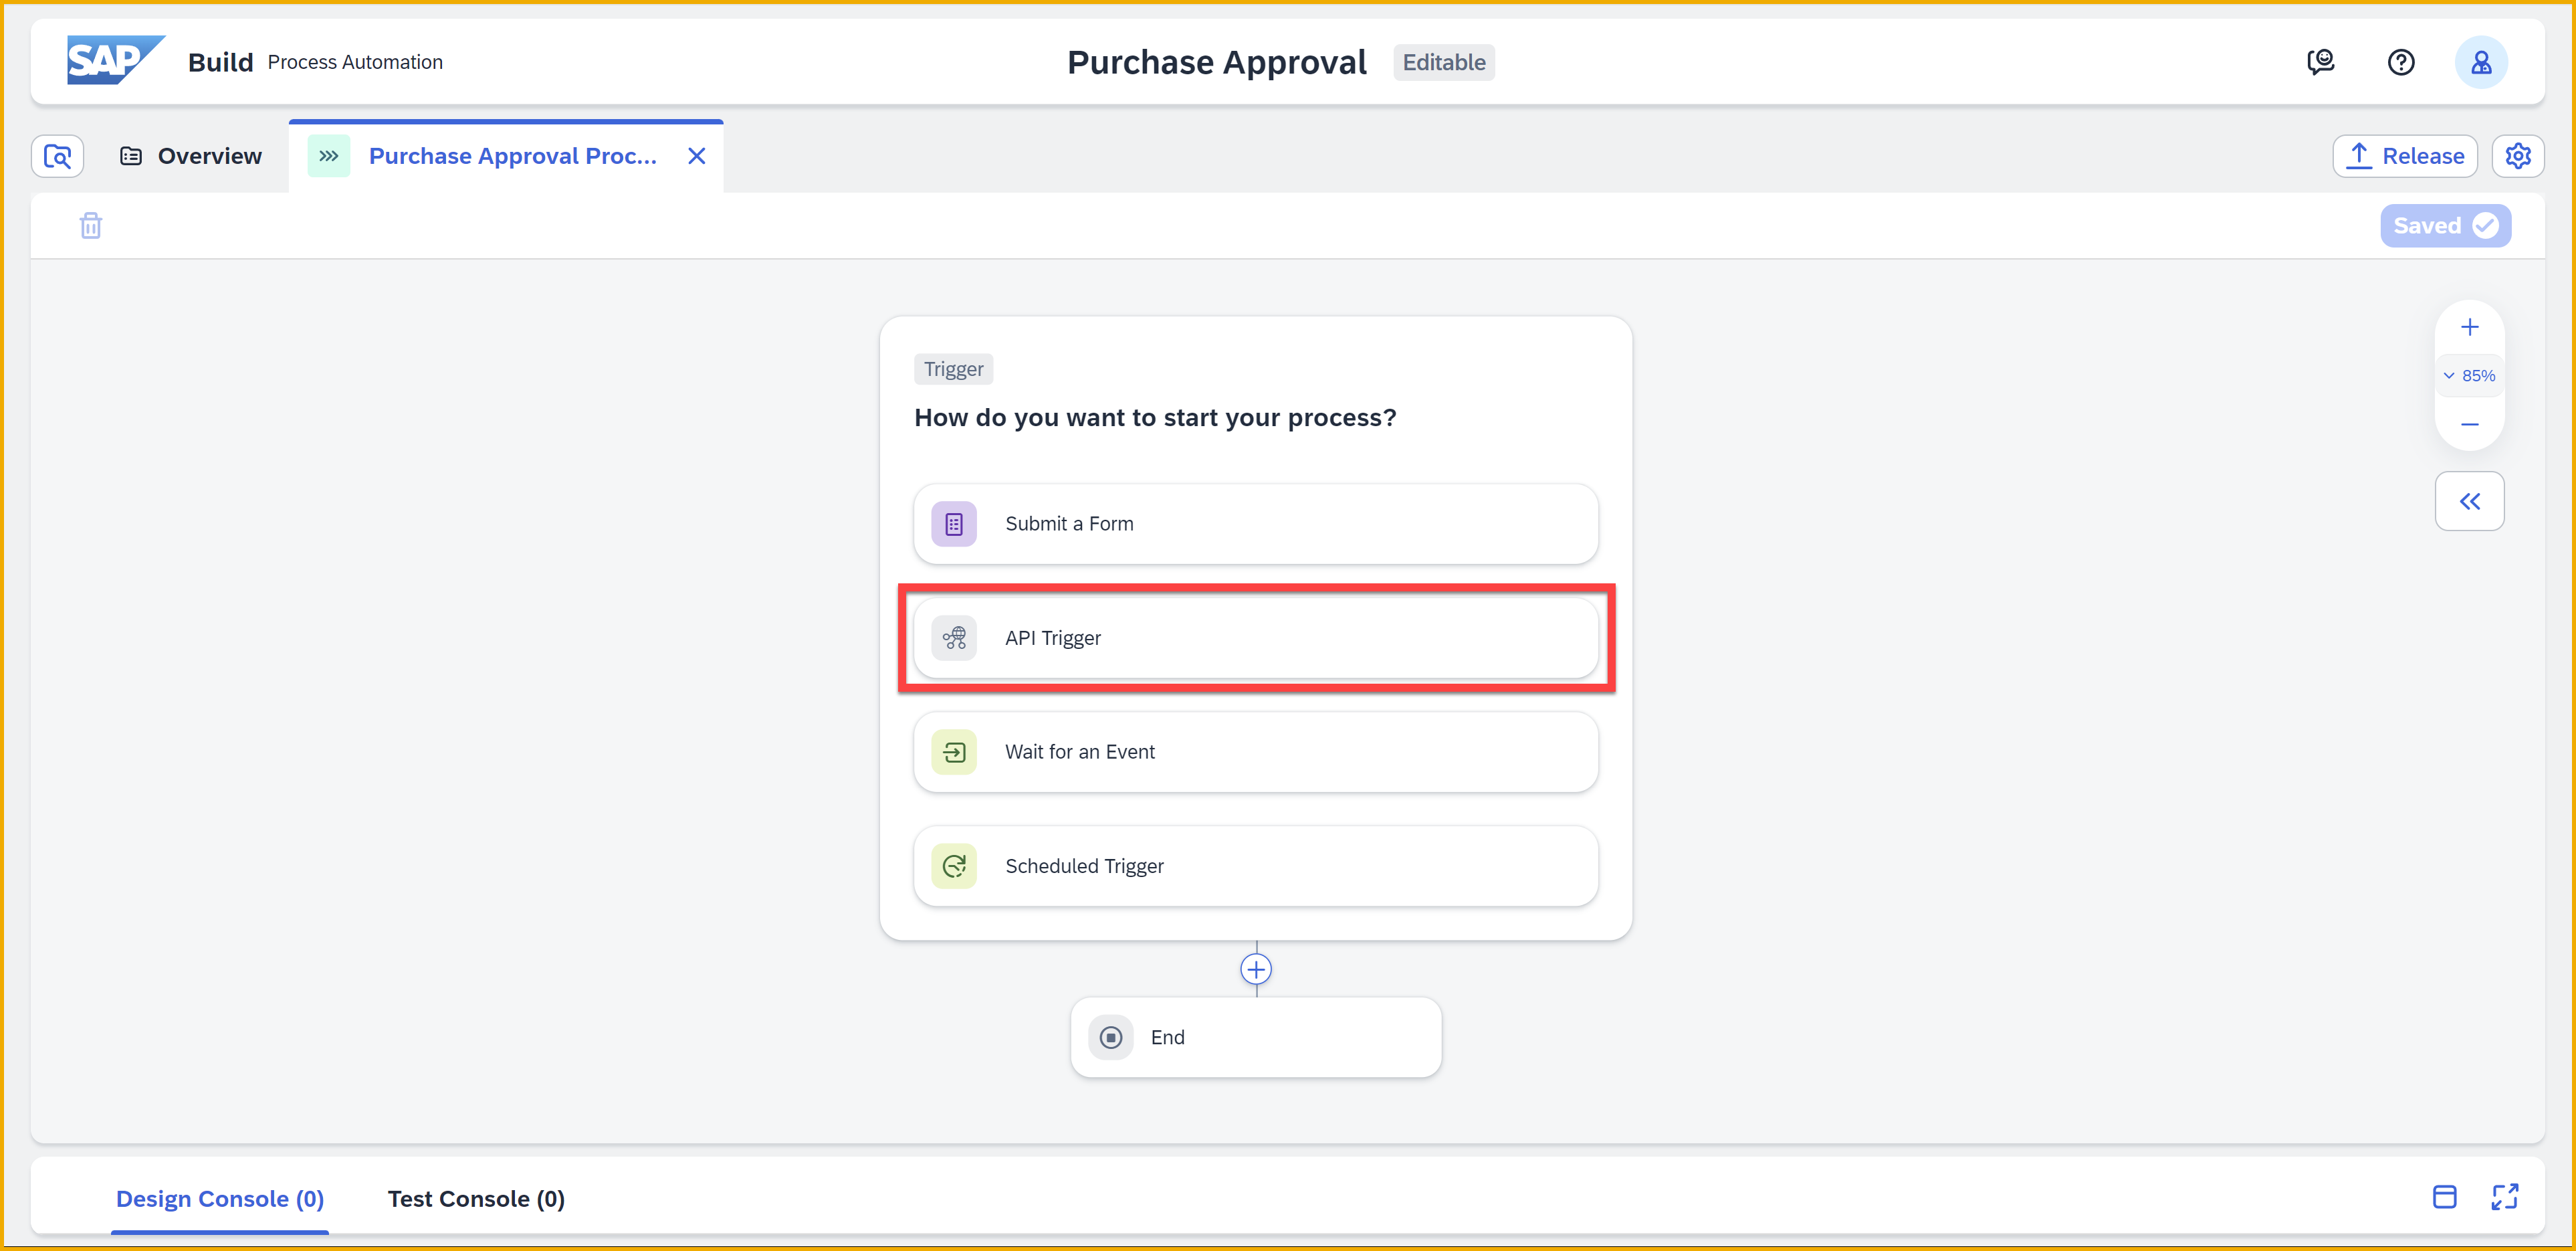 SAP Build Process Automation
Purchase Approval Editable
Overview
Purchase Approval Proc...
Release
Saved
Trigger
How do you want to start your process?
85%
Submit a Form
API Trigger
Wait for an Event
Scheduled Trigger
End
Design Console (0) Test Console (0)